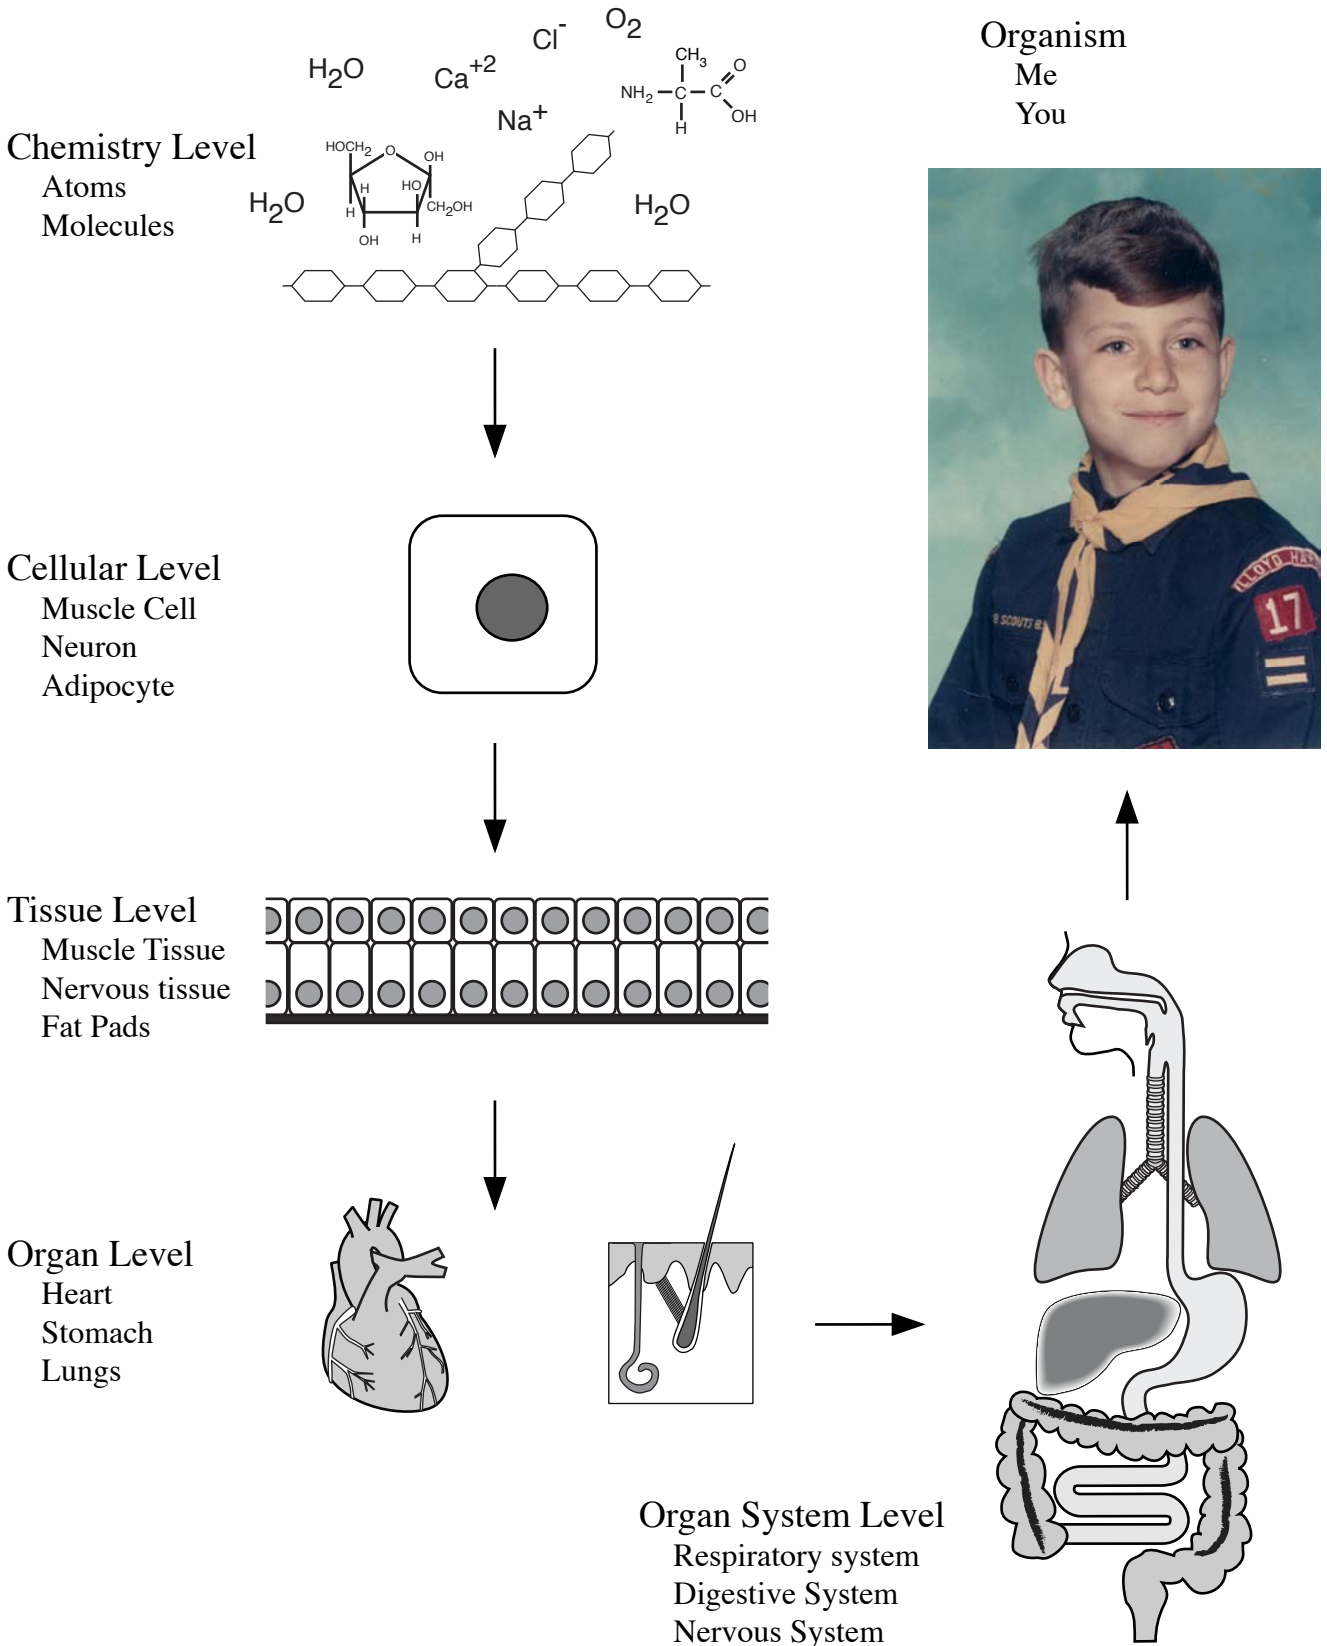 Chemistry Level
Atoms
Molecules
H2O
Ca+2
Cl-
O2
Na+
H2O
H2O
CH3
O
NH2
C
C
H
OH
HOCH2
O
OH
H
HO
H
CH2OH
OH
H
Cellular Level
Muscle Cell
Neuron
Adipocyte
Tissue Level
Muscle Tissue
Nervous tissue
Fat Pads
Organ Level
Heart
Stomach
Lungs
Organ System Level
Respiratory system
Digestive System
Nervous System
Organism
Me
You
LLOYD
17
SCOUTS